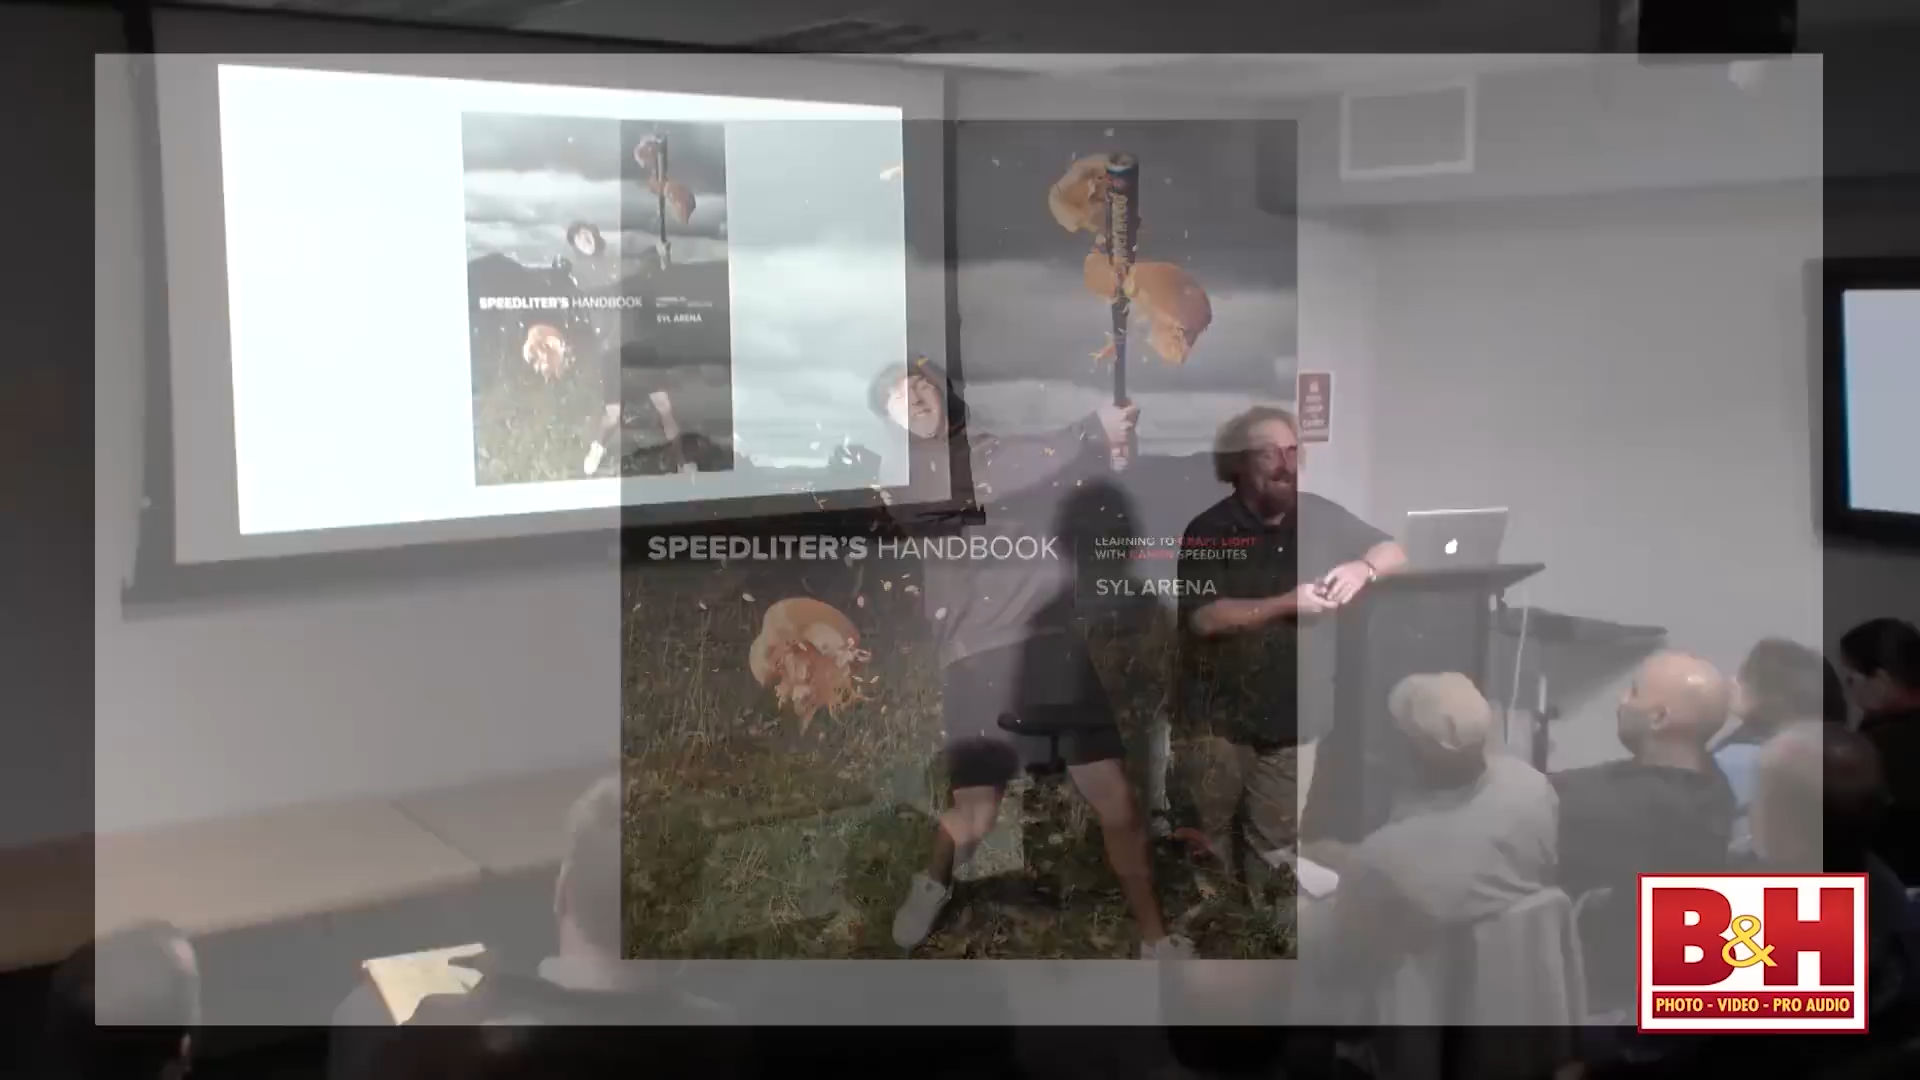 SPEEDLITER'S HANDBOOK
SYL ARENA
SPEEDLITER'S HANDBOOK
LEARNING TO CRAFT LIGHT
WITH CANON SPEEDLITES
SYL ARENA
B&H
PHOTO - VIDEO - PRO AUDIO